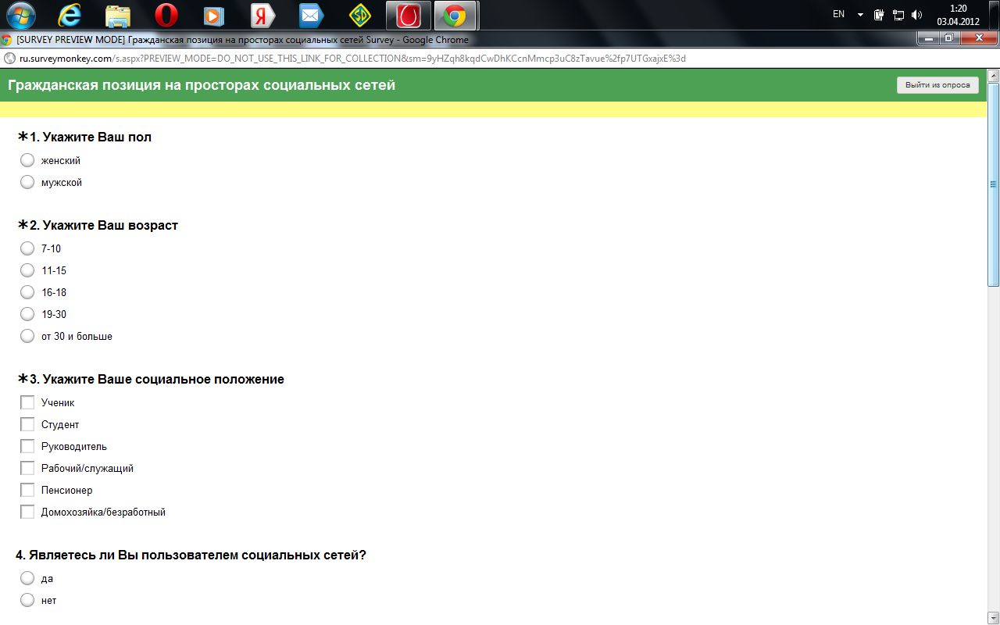 EN
1:20
03.04.2012
[SURVEY PREVIEW MODE] Гражданская позиция на просторах социальных сетей Survey - Google Chrome
ru.surveymonkey.com/s.aspx?PREVIEW_MODE=DO_NOT_USE_THIS_LINK_FOR_COLLECTION&sm=9yHZqh8kqdCwDhKCcnMmcp3uC8zTavue%2fp7UTGxajxE%3d
Гражданская позиция на просторах социальных сетей
Выйти из опроса
*1. Укажите Ваш пол
женский
мужской
*2. Укажите Ваш возраст
7-10
11-15
16-18
19-30
от 30 и больше
*3. Укажите Ваше социальное положение
Ученик
Студент
Руководитель
Рабочий/служащий
Пенсионер
Домохозяйка/безработный
4. Являетесь ли Вы пользователем социальных сетей?
да
нет